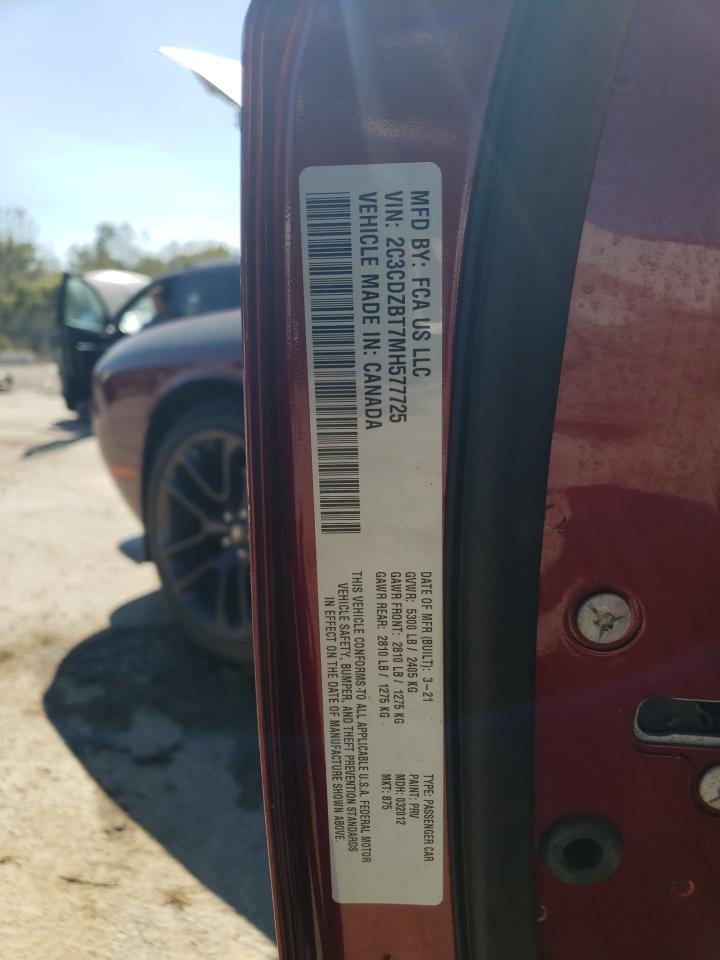 MFD BY: FCA US LLC
VIN: 2C3CDZBT7MH577725
VEHICLE MADE IN: CANADA
DATE OF MFR (BUILT): 3-21
GVWR: 5300 LB / 2405 KG
GAWR FRONT: 2810 LB / 1275 KG
GAWR REAR: 2810 LB / 1275 KG
TYPE: PASSENGER CAR
PAINT: PRV
MDH: 032012
MKT: 875
THIS VEHICLE CONFORMS TO ALL APPLICABLE U.S.A. FEDERAL MOTOR
VEHICLE SAFETY, BUMPER, AND THEFT PREVENTION STANDARDS
IN EFFECT ON THE DATE OF MANUFACTURE SHOWN ABOVE.